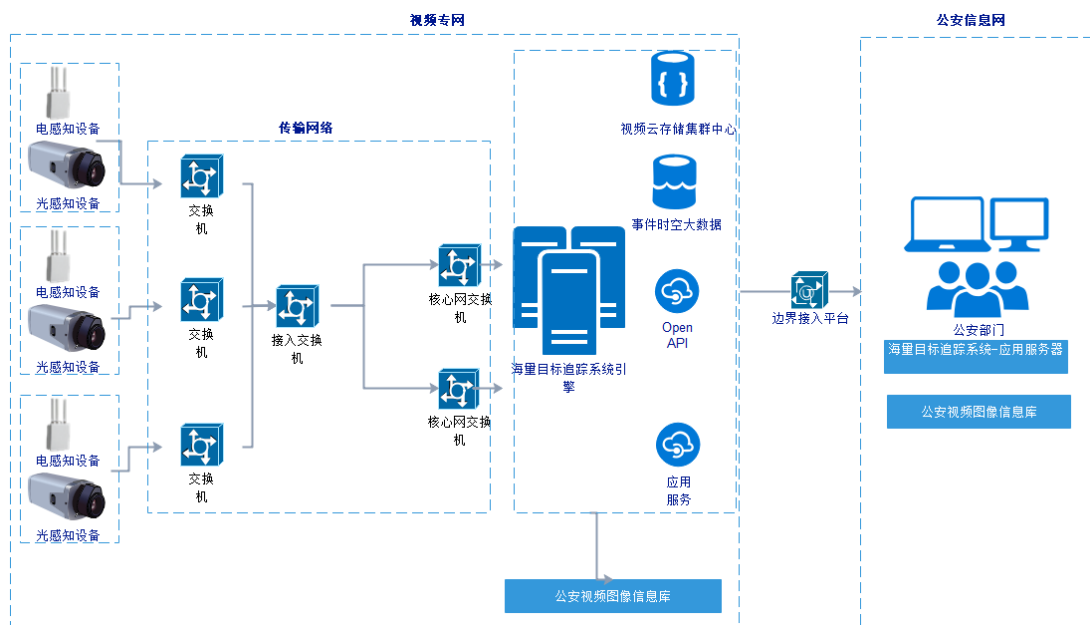 视频专网
公安信息网
电感知设备
光感知设备
电感知设备
光感知设备
电感知设备
光感知设备
传输网络
交换
机
交换
机
交换
机
接入交换
机
核心网交换
机
核心网交换
机
视频云存储集群中心
事件时空大数据
Open
API
海量目标追踪系统引
擎
应用
服务
公安视频图像信息库
边界接入平台
公安部门
海量目标追踪系统-应用服务器
公安视频图像信息库